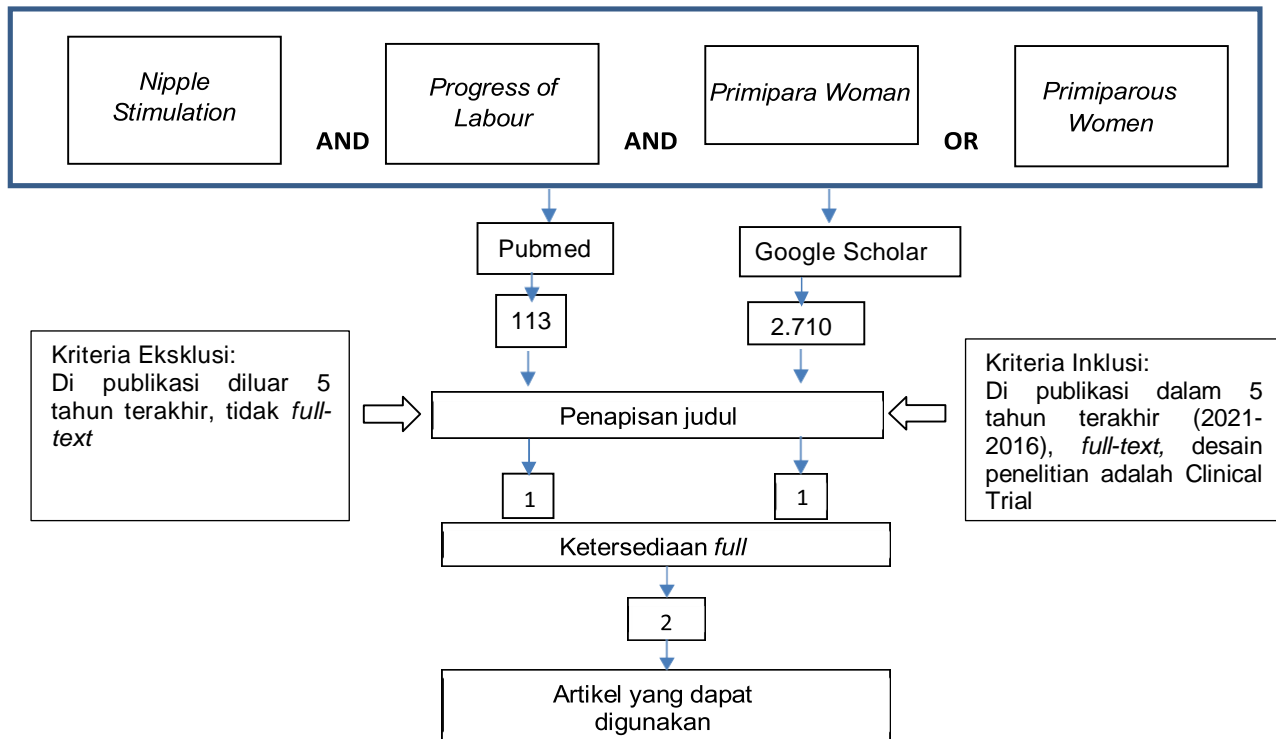 Nipple
Stimulation
AND
Progress of
Labour
AND
Primipara Woman
OR
Primiparous
Women
Pubmed
Google Scholar
113
2.710
Kriteria Eksklusi:
Di publikasi diluar 5
tahun terakhir, tidak full-
text
Penapisan judul
Kriteria Inklusi:
Di publikasi dalam 5
tahun terakhir (2021-
2016), full-text, desain
penelitian adalah Clinical
Trial
1
1
Ketersediaan full
2
Artikel yang dapat
digunakan